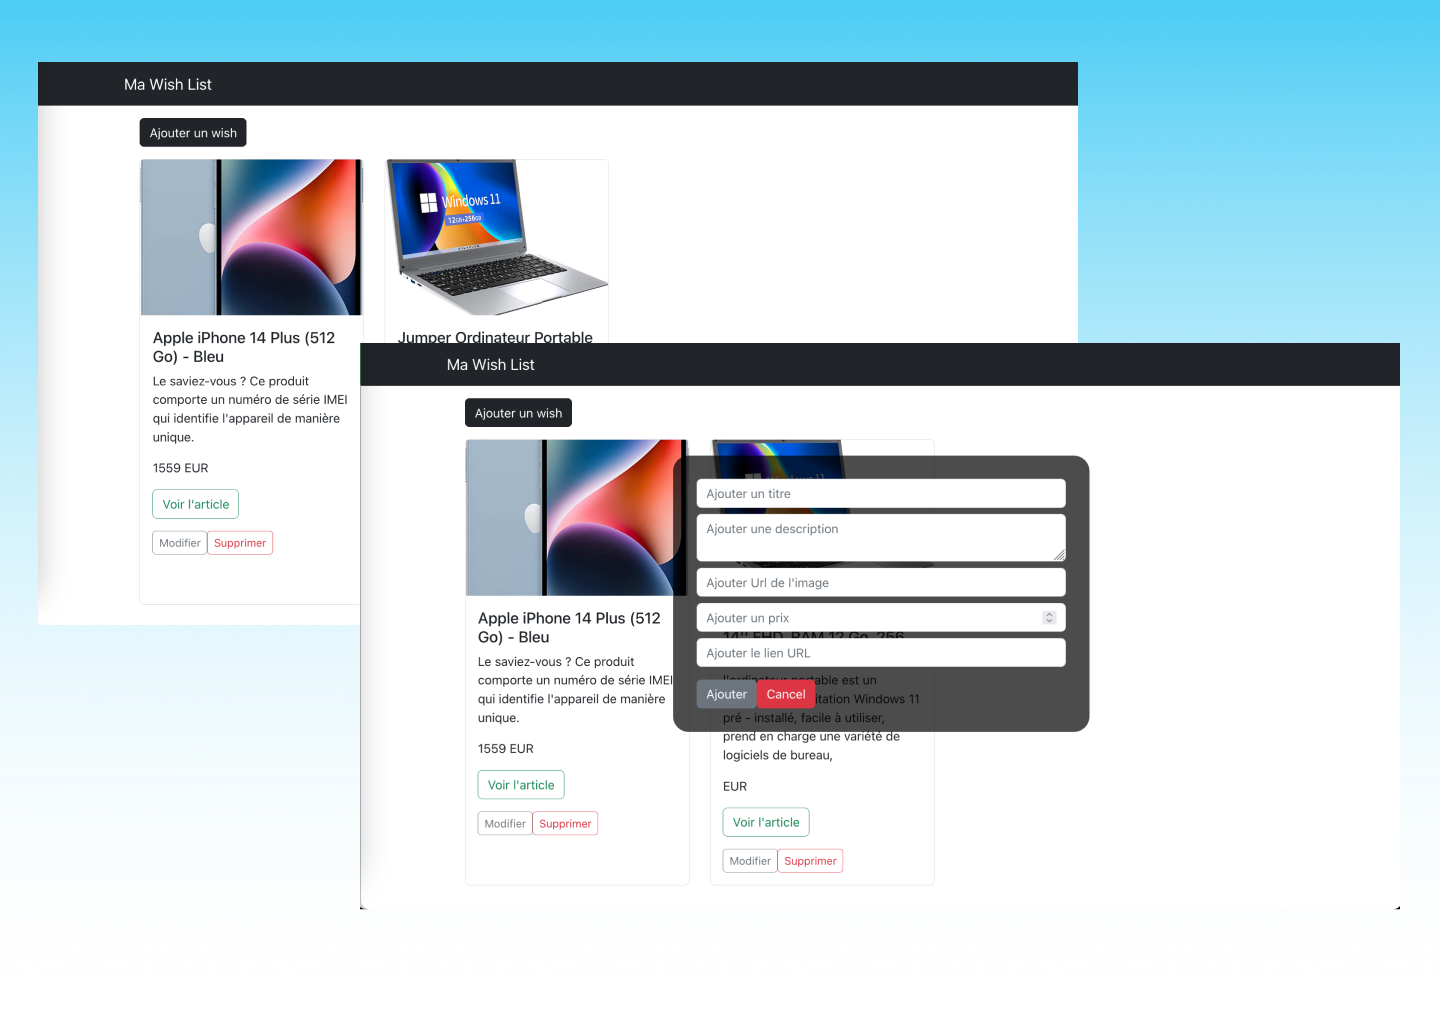 Ma Wish List
Ajouter un wish
Windows 11
12GB+256GB
Apple iPhone 14 Plus (512
Go) - Bleu
Le saviez-vous ? Ce produit
comporte un numéro de série IMEI
qui identifie l'appareil de manière
unique.
1559 EUR
Voir l'article
Modifier
Supprimer
Jumper Ordinateur Portable
Ma Wish List
Ajouter un wish
Apple iPhone 14 Plus (512
Go) - Bleu
Le saviez-vous ? Ce produit
comporte un numéro de série IMEI
qui identifie l'appareil de manière
unique.
1559 EUR
Voir l'article
Modifier
Supprimer
Ajouter un titre
Ajouter une description
Ajouter Url de l'image
Ajouter un prix
14'' FHD, RAM 12 Go, 256
Ajouter le lien URL
l'ordinateur portable est un
Ajouter
Cancel
Windows 11
pré - installé, facile à utiliser,
prend en charge une variété de
logiciels de bureau,
EUR
Voir l'article
Modifier
Supprimer